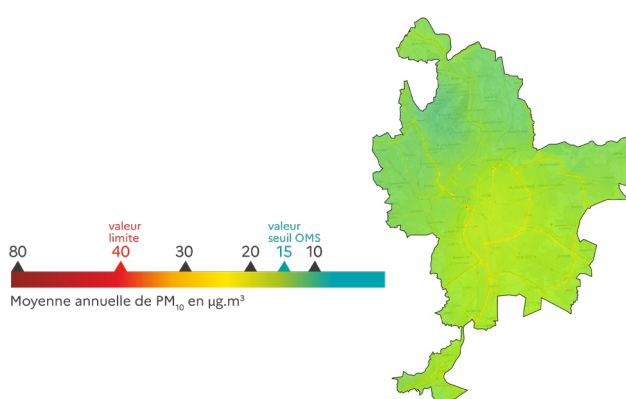 valeur
limite
valeur
seuil OMS
80
40
30
20
15
10
Moyenne annuelle de PM₁₀ en µg.m³